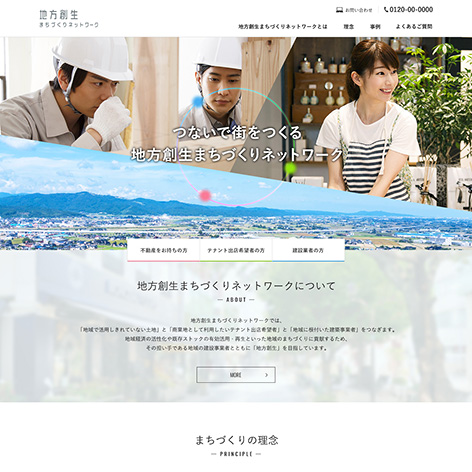 地方創生
まちづくりネットワーク
お問い合わせ
0120-00-0000
地方創生まちづくりネットワークとは 理念 事例 よくあるご質問
つないで街をつくる
地方創生まちづくりネットワーク
不動産をお持ちの方 テナント出店希望者の方 建設業者の方
地方創生まちづくりネットワークについて
— ABOUT —
地方創生まちづくりネットワークでは、
「地域で活用しきれていない土地」と「商業地として利用したいテナント出店希望者」と「地域に根付いた建築事業者」をつなぎます。
地域経済の活性化や既存ストックの有効活用・再生といった地域のまちづくりに貢献するため、
その担い手である地域の建設事業者とともに「地方創生」を目指しています。
MORE
まちづくりの理念
— PRINCIPLE —